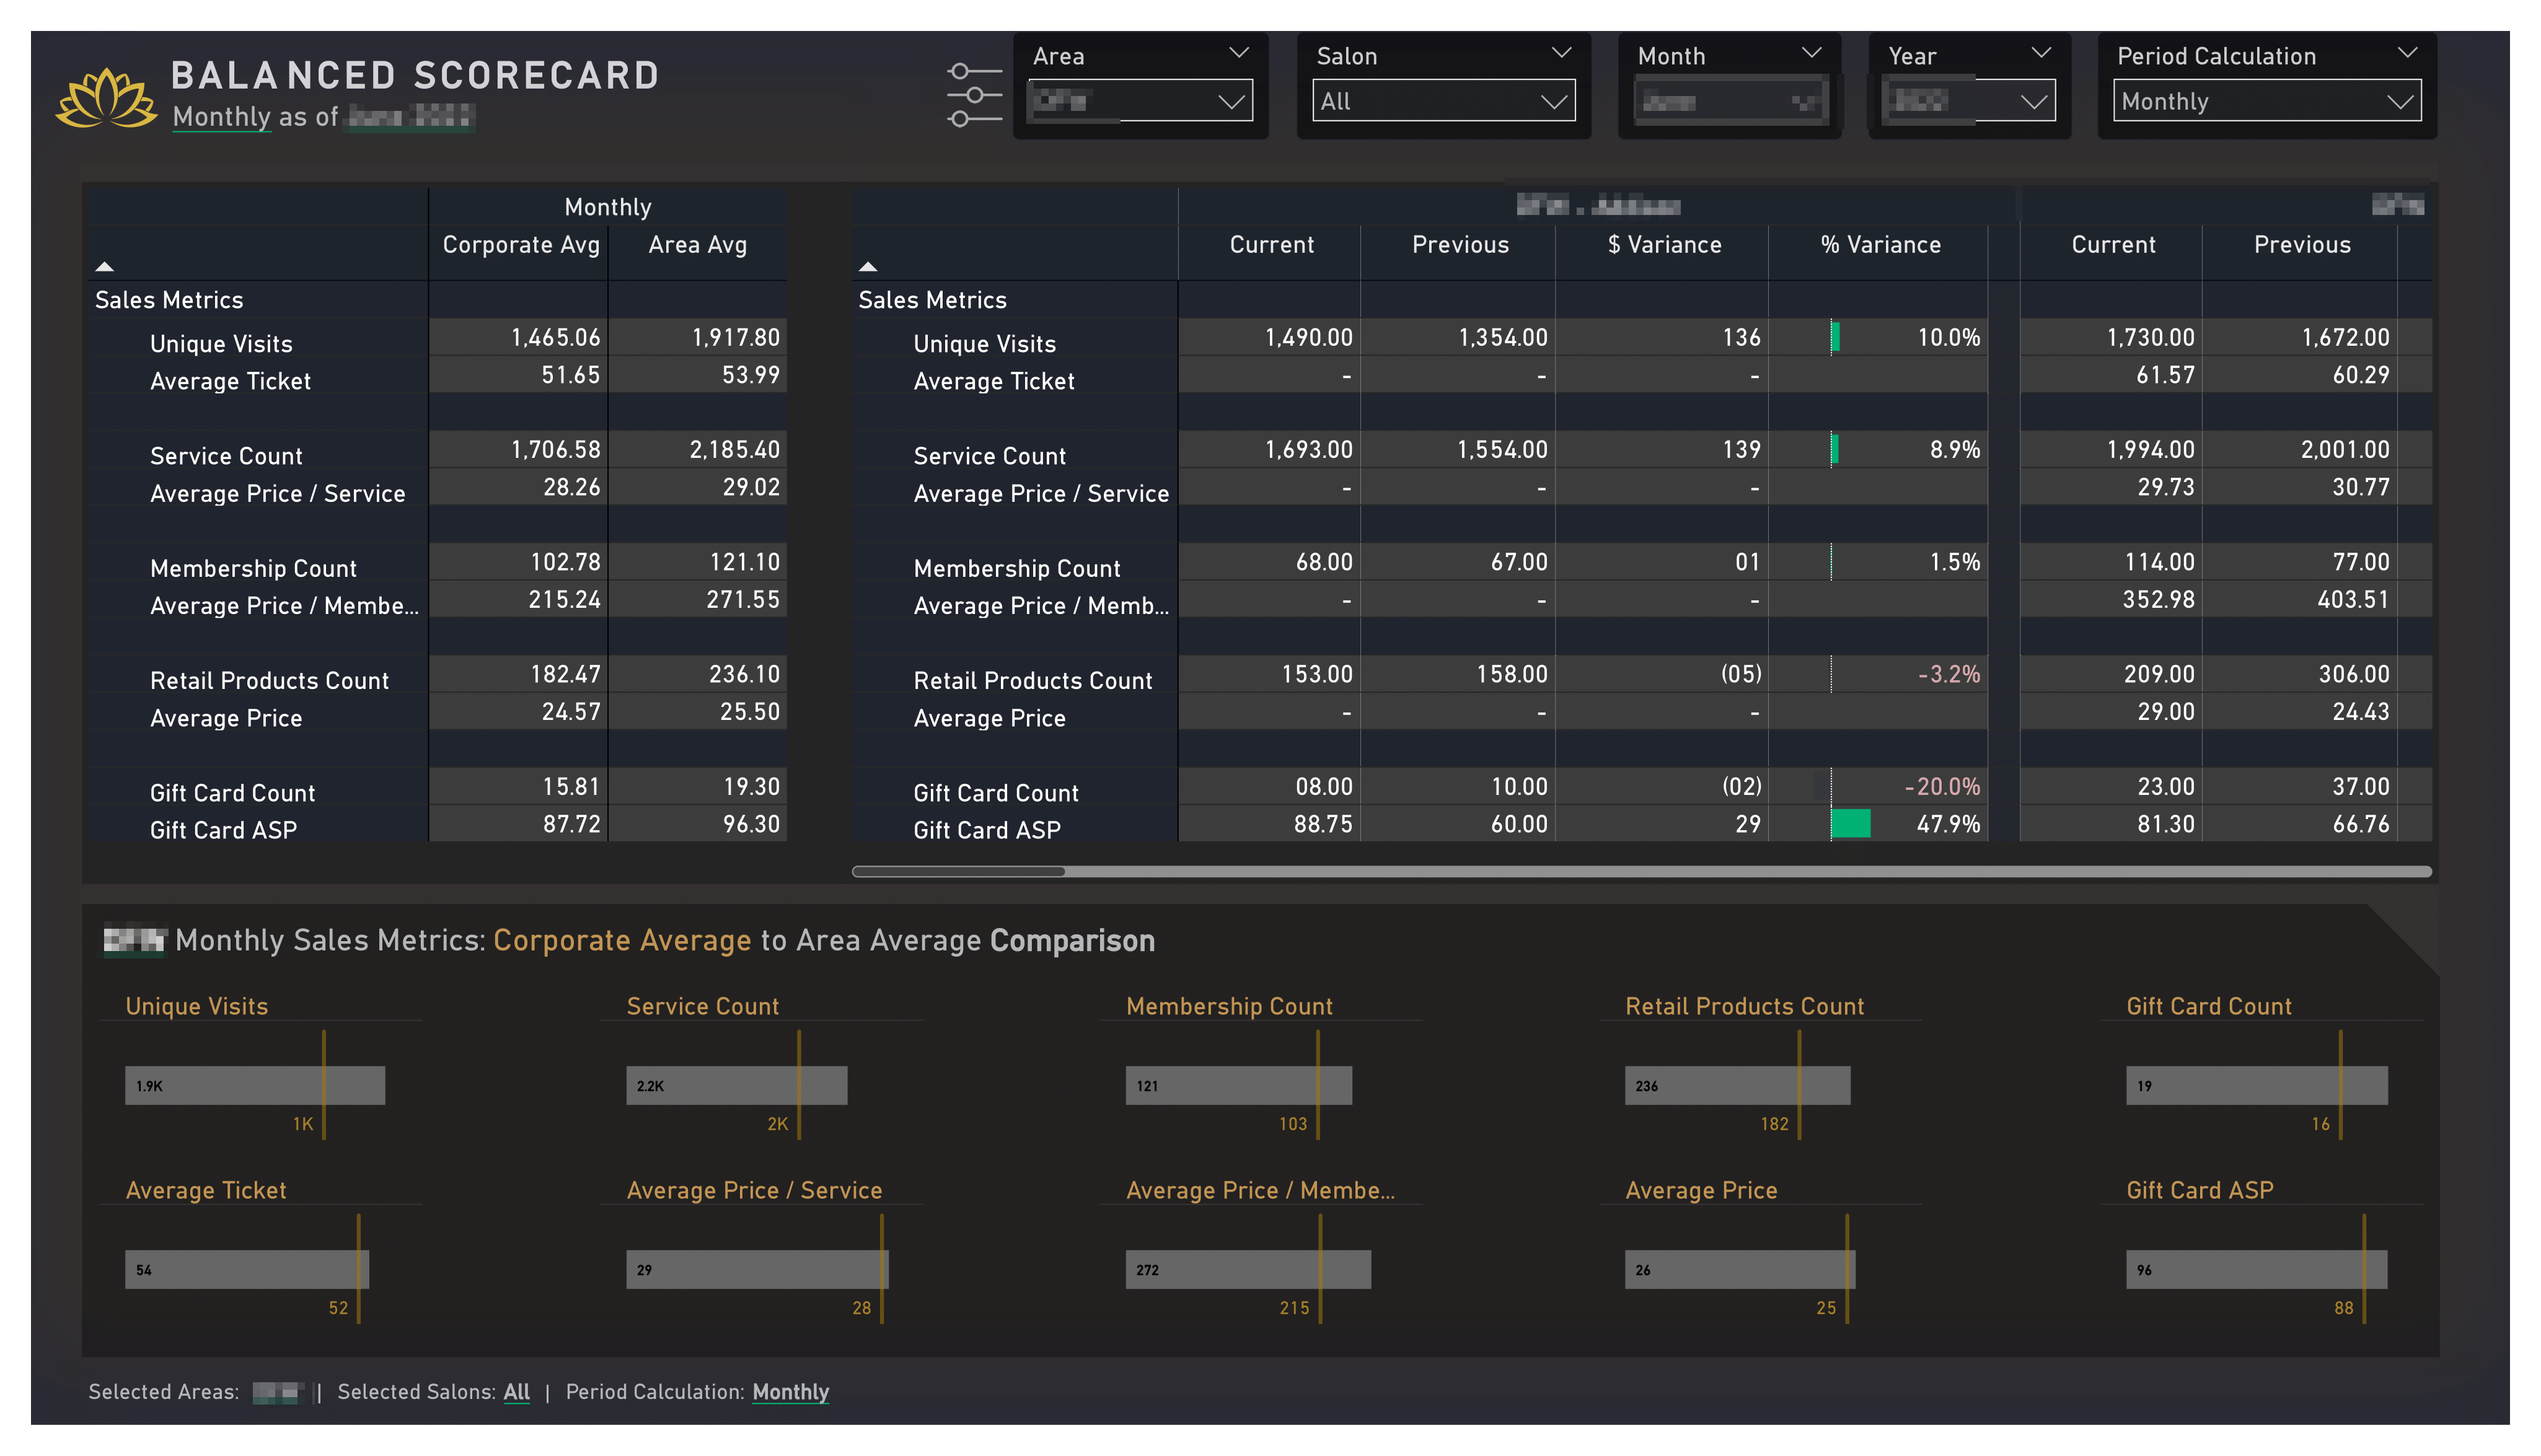 BALANCED SCORECARD
Monthly as of
Area Salon Month Year Period Calculation
All Monthly
Monthly
Corporate Avg Area Avg
Sales Metrics
Unique Visits 1,465.06 1,917.80
Average Ticket 51.65 53.99
Service Count 1,706.58 2,185.40
Average Price / Service 28.26 29.02
Membership Count 102.78 121.10
Average Price / Membe... 215.24 271.55
Retail Products Count 182.47 236.10
Average Price 24.57 25.50
Gift Card Count 15.81 19.30
Gift Card ASP 87.72 96.30
Current Previous $ Variance % Variance Current Previous
Sales Metrics
Unique Visits 1,490.00 1,354.00 136 10.0% 1,730.00 1,672.00
Average Ticket - - - 61.57 60.29
Service Count 1,693.00 1,554.00 139 8.9% 1,994.00 2,001.00
Average Price / Service - - - 29.73 30.77
Membership Count 68.00 67.00 01 1.5% 114.00 77.00
Average Price / Memb... - - - 352.98 403.51
Retail Products Count 153.00 158.00 (05) -3.2% 209.00 306.00
Average Price - - - 29.00 24.43
Gift Card Count 08.00 10.00 (02) -20.0% 23.00 37.00
Gift Card ASP 88.75 60.00 29 47.9% 81.30 66.76
Monthly Sales Metrics: Corporate Average to Area Average Comparison
Unique Visits Service Count Membership Count Retail Products Count Gift Card Count
1.9K 2.2K 121 236 19
1K 2K 103 182 16
Average Ticket Average Price / Service Average Price / Membe... Average Price Gift Card ASP
54 29 272 26 96
52 28 215 25 88
Selected Areas: | Selected Salons: All | Period Calculation: Monthly